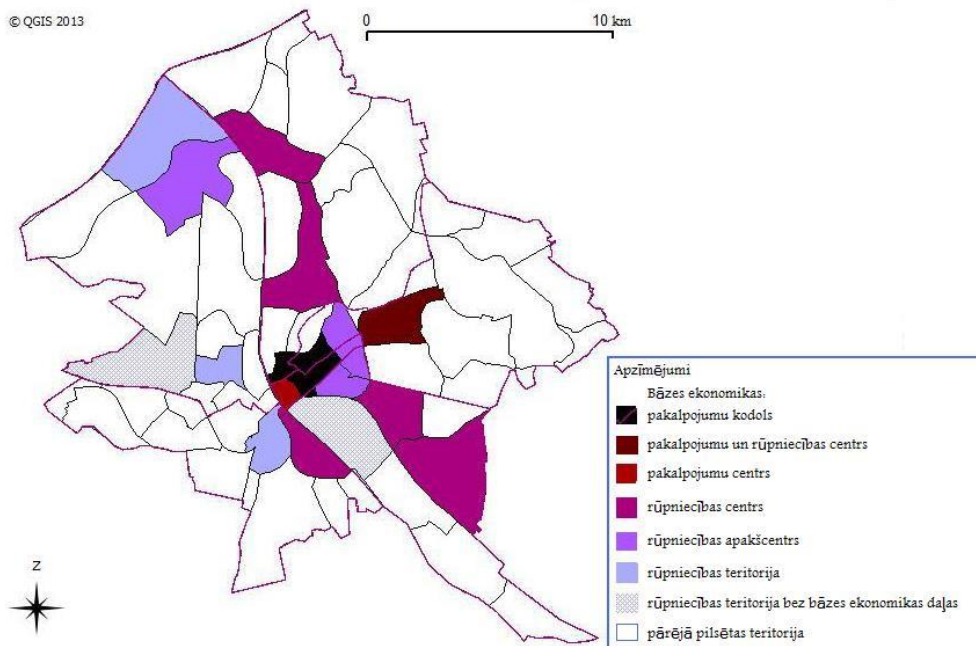 © QGIS 2013
0 10 km
Apzīmējumi
Bāzes ekonomikas:
pakalpojumu kodols
pakalpojumu un rūpniecības centrs
pakalpojumu centrs
rūpniecības centrs
rūpniecības apakšcentrs
rūpniecības teritorija
rūpniecības teritorija bez bāzes ekonomikas daļas
pārējā pilsētas teritorija
Z